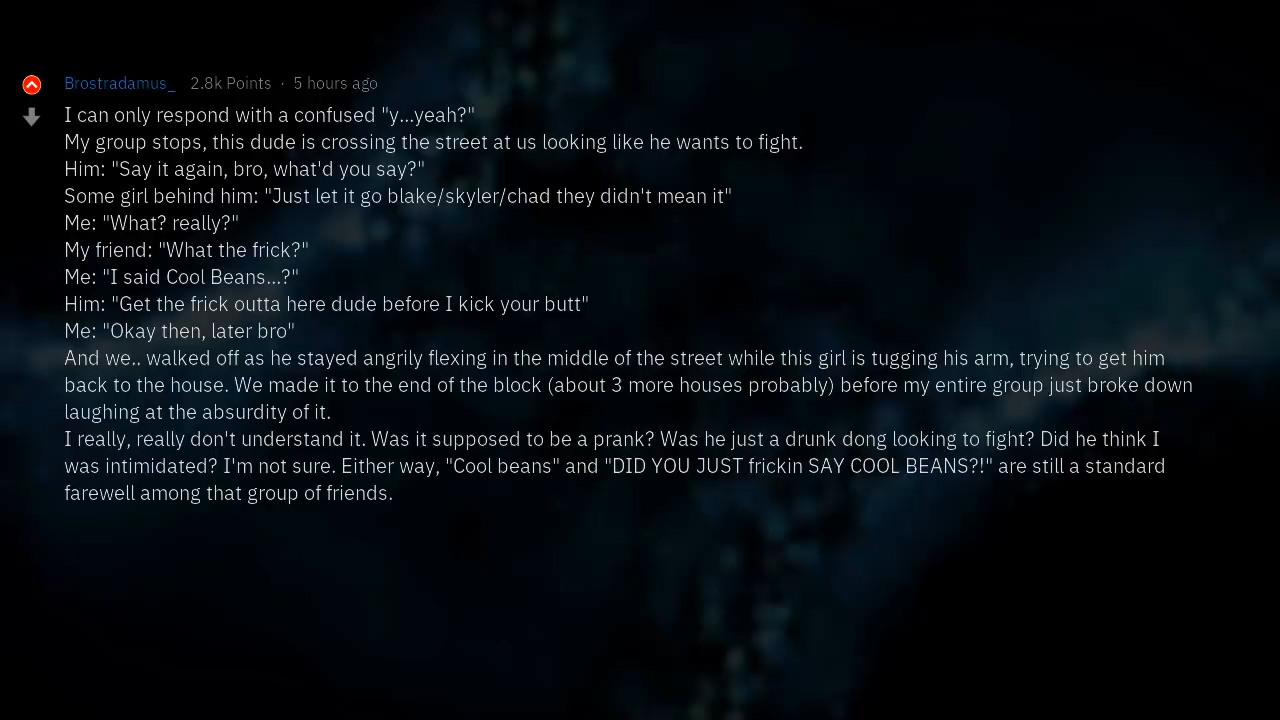 Brostradamus_ 2.8k Points · 5 hours ago
I can only respond with a confused "y...yeah?"
My group stops, this dude is crossing the street at us looking like he wants to fight.
Him: "Say it again, bro, what'd you say?"
Some girl behind him: "Just let it go blake/skyler/chad they didn't mean it"
Me: "What? really?"
My friend: "What the frick?"
Me: "I said Cool Beans...?"
Him: "Get the frick outta here dude before I kick your butt"
Me: "Okay then, later bro"
And we.. walked off as he stayed angrily flexing in the middle of the street while this girl is tugging his arm, trying to get him
back to the house. We made it to the end of the block (about 3 more houses probably) before my entire group just broke down
laughing at the absurdity of it.
I really, really don't understand it. Was it supposed to be a prank? Was he just a drunk dong looking to fight? Did he think I
was intimidated? I'm not sure. Either way, "Cool beans" and "DID YOU JUST frickin SAY COOL BEANS?!" are still a standard
farewell among that group of friends.